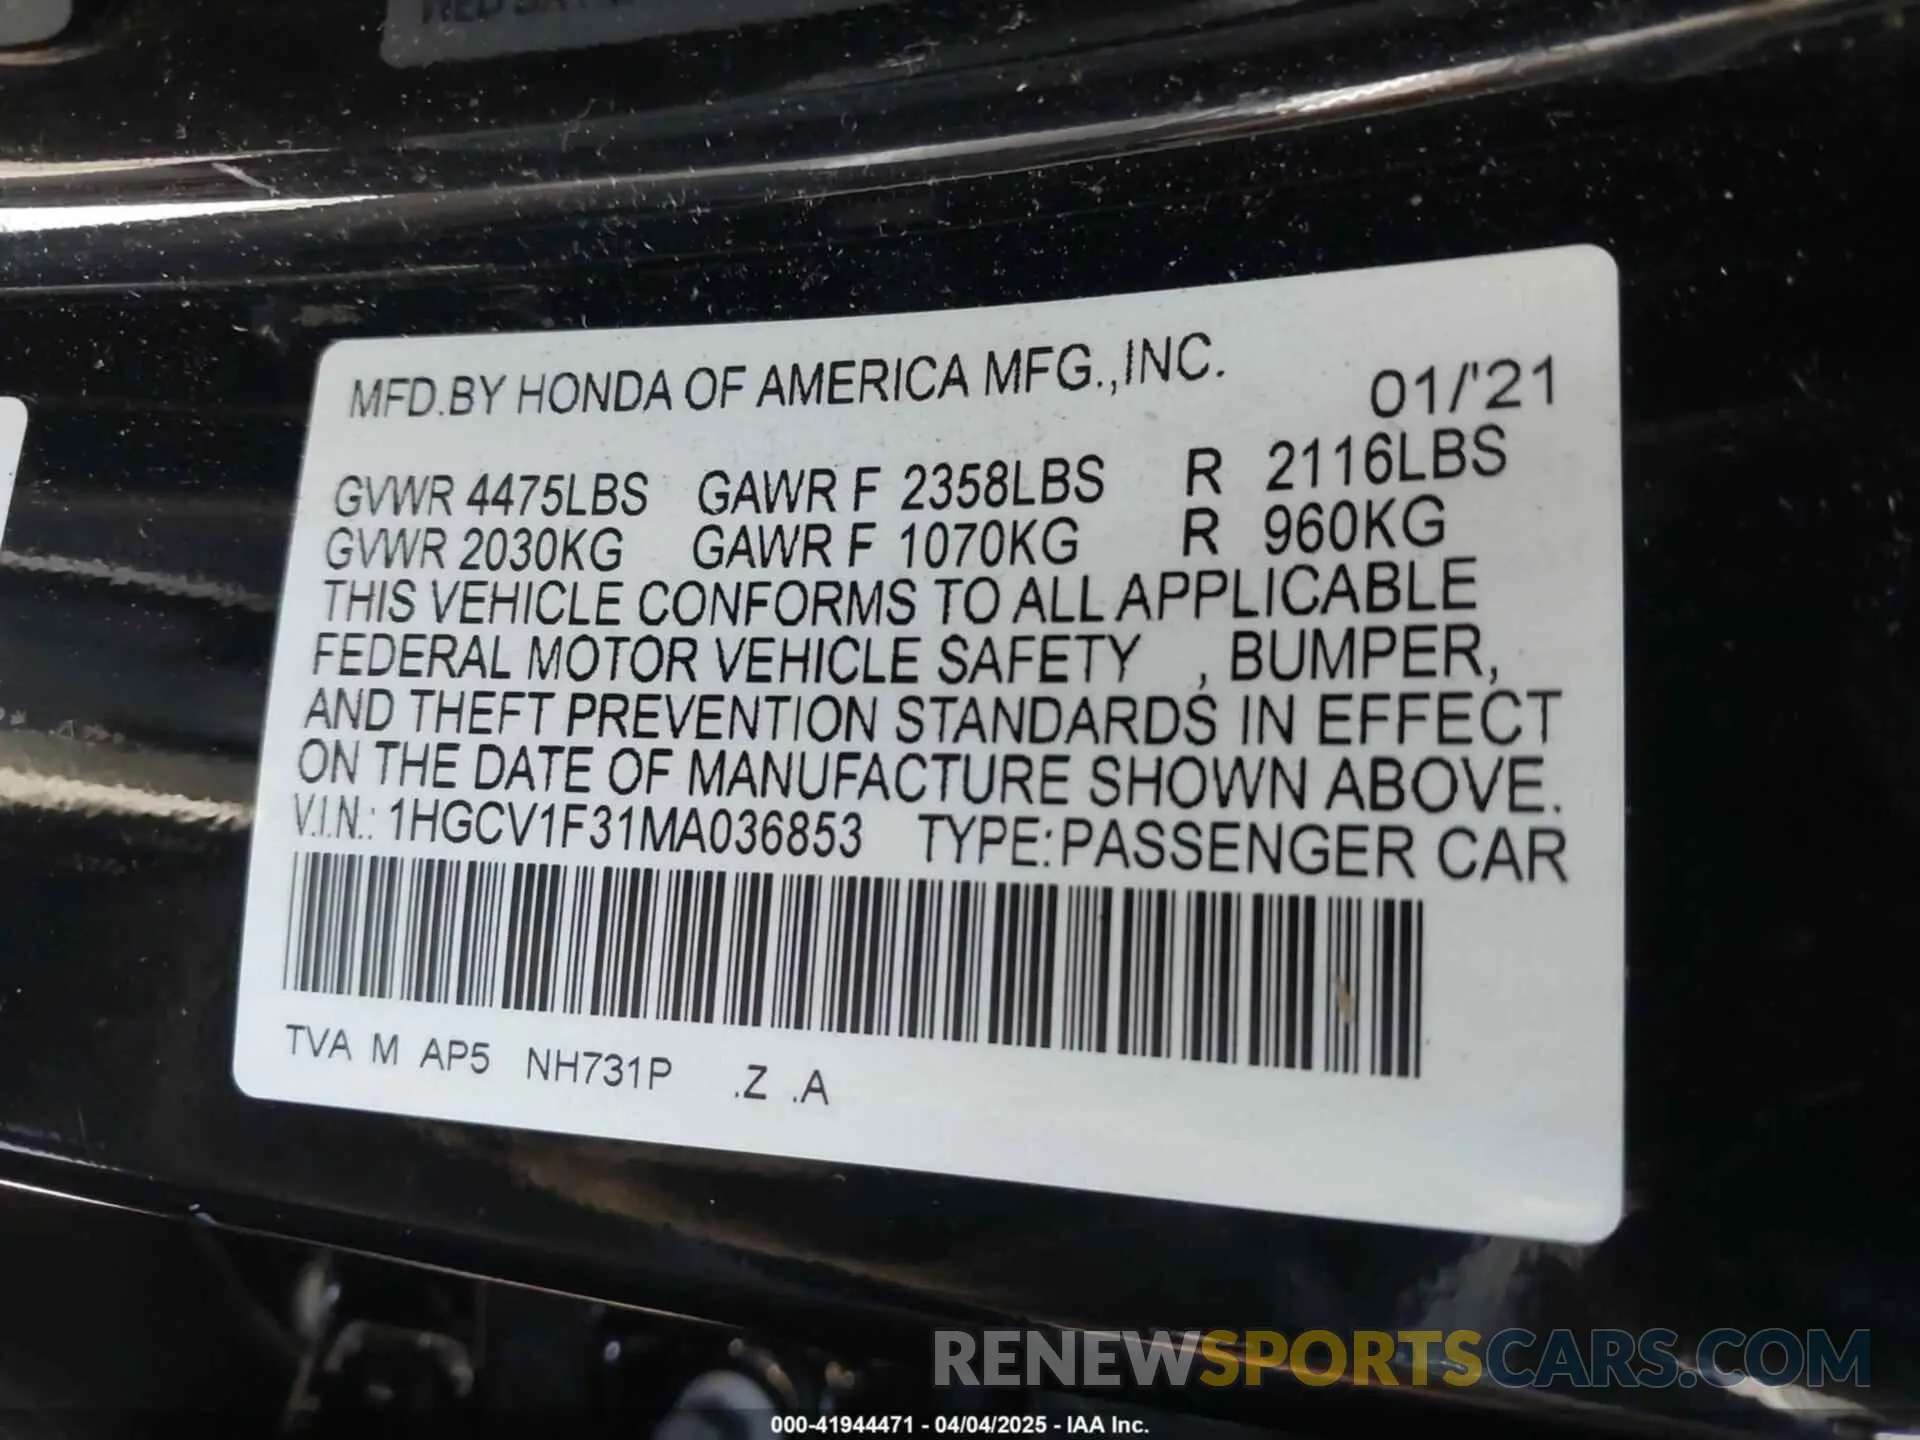 MFD.BY HONDA OF AMERICA MFG.,INC. 01/'21
GVWR 4475LBS GAWR F 2358LBS R 2116LBS
GVWR 2030KG GAWR F 1070KG R 960KG
THIS VEHICLE CONFORMS TO ALL APPLICABLE
FEDERAL MOTOR VEHICLE SAFETY , BUMPER,
AND THEFT PREVENTION STANDARDS IN EFFECT
ON THE DATE OF MANUFACTURE SHOWN ABOVE.
V.I.N.: 1HGCV1F31MA036853 TYPE:PASSENGER CAR
TVA M AP5 NH731P .Z .A
RENEWSPORTSCARS.COM
000-41944471 - 04/04/2025 - IAA Inc.